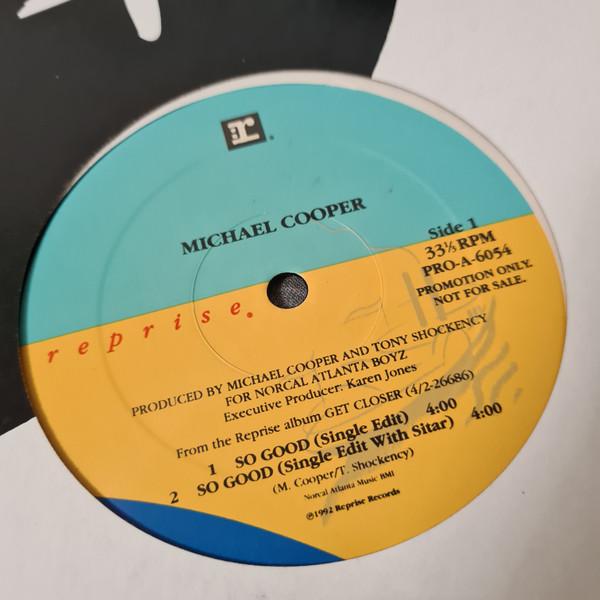 r
MICHAEL COOPER
Side 1
33⅓ RPM
PRO-A-6054
PROMOTION ONLY.
NOT FOR SALE.
reprise.
PRODUCED BY MICHAEL COOPER AND TONY SHOCKENCY
FOR NORCAL ATLANTA BOYZ
Executive Producer: Karen Jones
From the Reprise album GET CLOSER (4/2-26686)
1 SO GOOD (Single Edit) 4:00
2 SO GOOD (Single Edit With Sitar) 4:00
(M. Cooper/T. Shockency)
Norcal Atlanta Music BMI
℗1992 Reprise Records